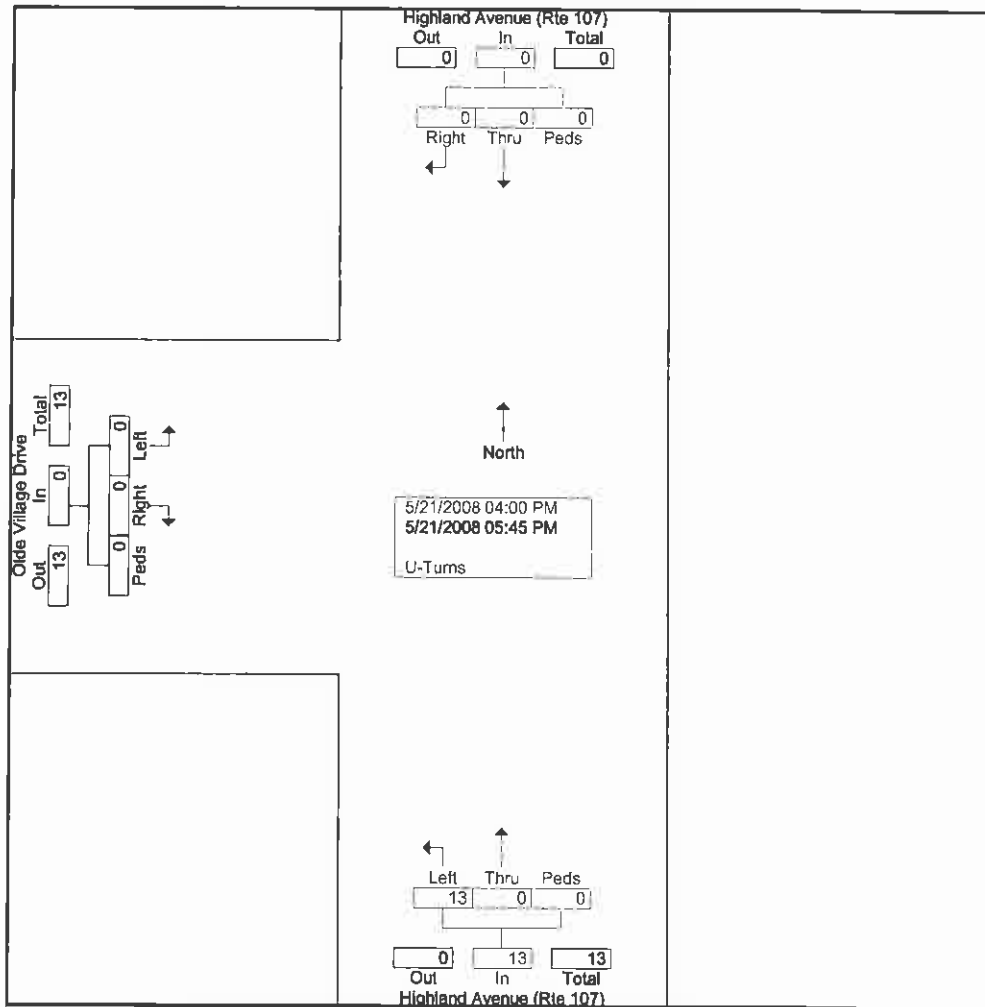 Highland Avenue (Rte 107)
Out In Total
0 0 0
0 0 0
Right Thru Peds
Olde Village Drive
Total In Out
13 0 13
0 0 0
Left Right Peds
North
5/21/2008 04:00 PM
5/21/2008 05:45 PM
U-Turns
Left Thru Peds
13 0 0
0 13 13
Out In Total
Highland Avenue (Rte 107)